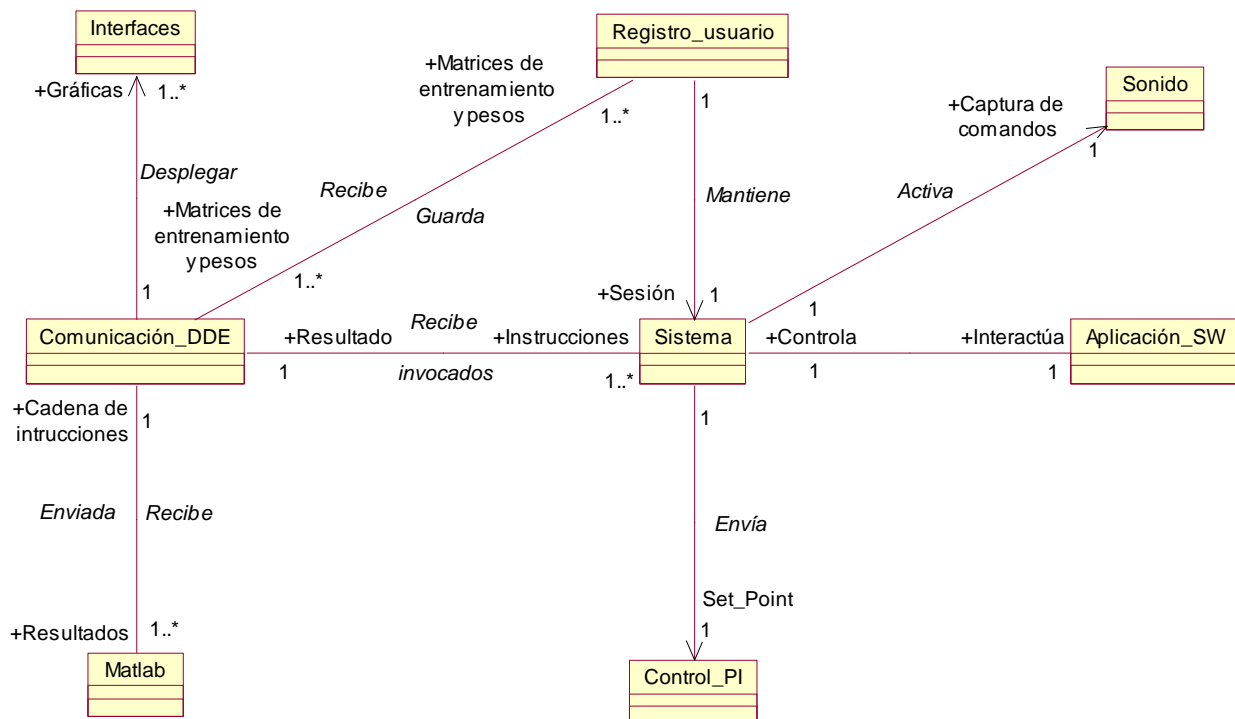 Interfaces
Registro_usuario
Sonido
+Gráficas
1..*
+Matrices de
entrenamiento
y pesos
1..*
1
+Captura de
comandos
1
Desplegar
Recibe
Guarda
Mantiene
Activa
+Matrices de
entrenamiento
y pesos
1..*
1
+Sesión
1
1
Comunicación_DDE
+Resultado
Recibe
+Instrucciones
Sistema
+Controla
+Interactúa
Aplicación_SW
1
invocados
1..*
1
1
+Cadena de
intrucciones
1
1
Enviada
Recibe
Envía
Set_Point
+Resultados
1..*
1
Matlab
Control_PI